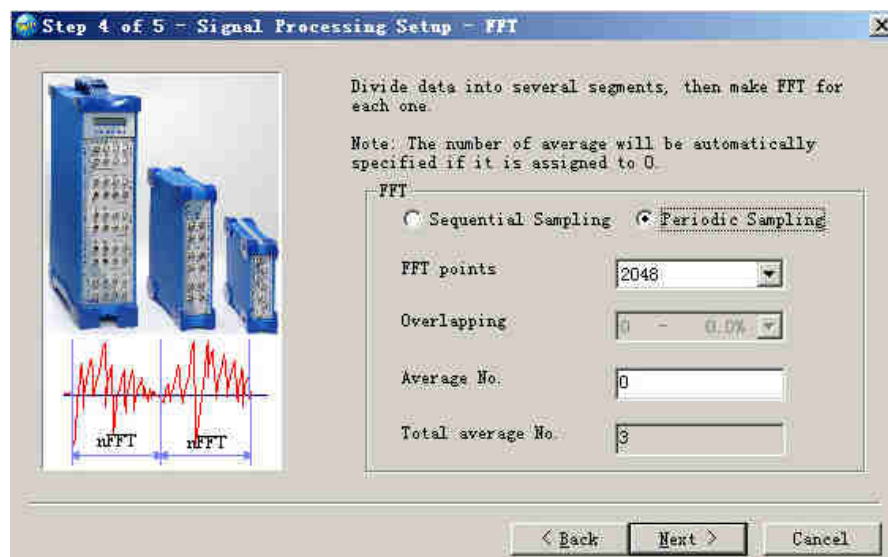 Step 4 of 5 - Signal Processing Setup - FFT
Divide data into several segments, then make FFT for
each one.
Note: The number of average will be automatically
specified if it is assigned to 0.
FFT
Sequential Sampling
Periodic Sampling
FFT points
2048
Overlapping
0 - 0.0%
Average No.
0
Total average No.
3
nFFT
nFFT
< Back
Next >
Cancel